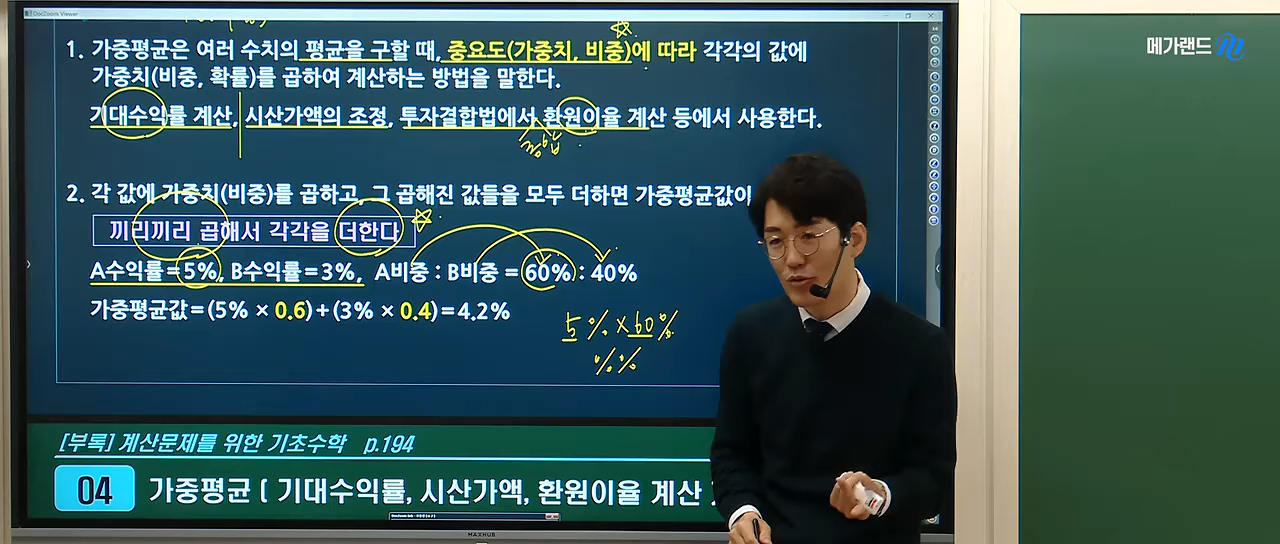 DocZoom Viewer
1. 가중평균은 여러 수치의 평균을 구할 때, 중요도(가중치, 비중)에 따라 각각의 값에
가중치(비중, 확률)를 곱하여 계산하는 방법을 말한다.
기대수익률 계산, 시산가액의 조정, 투자결합법에서 환원이율 계산 등에서 사용한다.
2. 각 값에 가중치(비중)를 곱하고, 그 곱해진 값들을 모두 더하면 가중평균값이
끼리끼리 곱해서 각각을 더한다
A수익률=5%, B수익률=3%, A비중 : B비중 = 60% : 40%
가중평균값=(5% × 0.6)+(3% × 0.4)=4.2%
5% × 60%
%%
[부록] 계산문제를 위한 기초수학 p.194
04 가중평균 ( 기대수익률, 시산가액, 환원이율 계산
MAXHUB
메가랜드